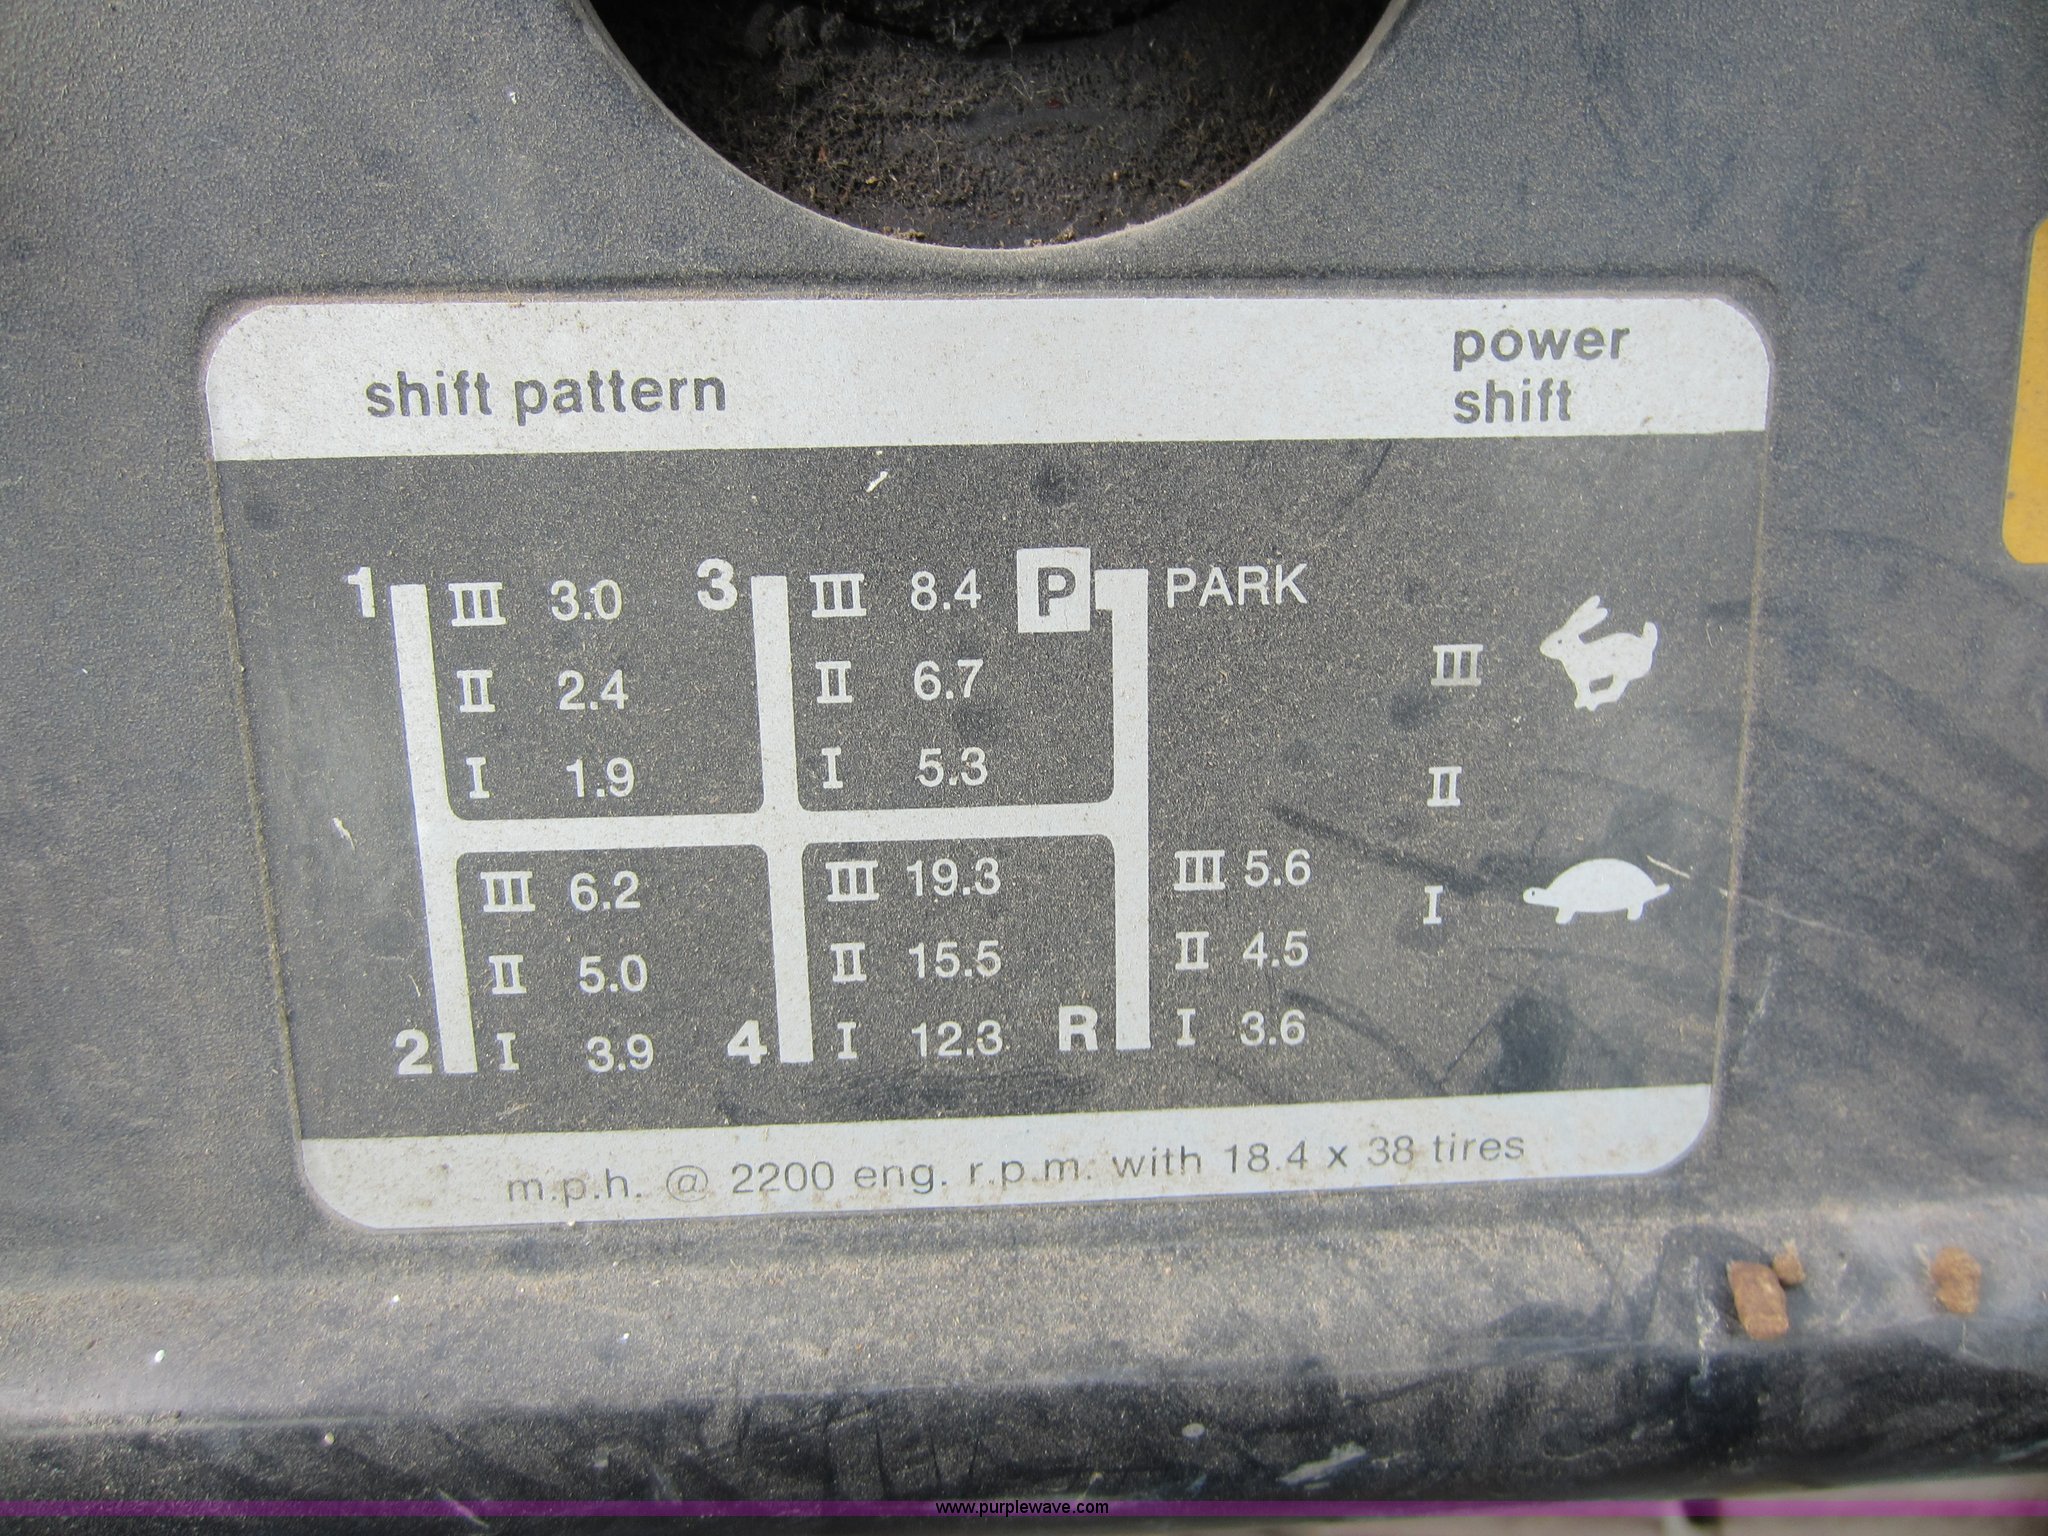 shift pattern
power
shift
1 III 3.0 3 III 8.4 P PARK
II 2.4 II 6.7 III
I 1.9 I 5.3 II
III 6.2 III 19.3 III 5.6 I
II 5.0 II 15.5 II 4.5
2 I 3.9 4 I 12.3 R I 3.6
m.p.h. @ 2200 eng. r.p.m. with 18.4 x 38 tires
www.purplewave.com